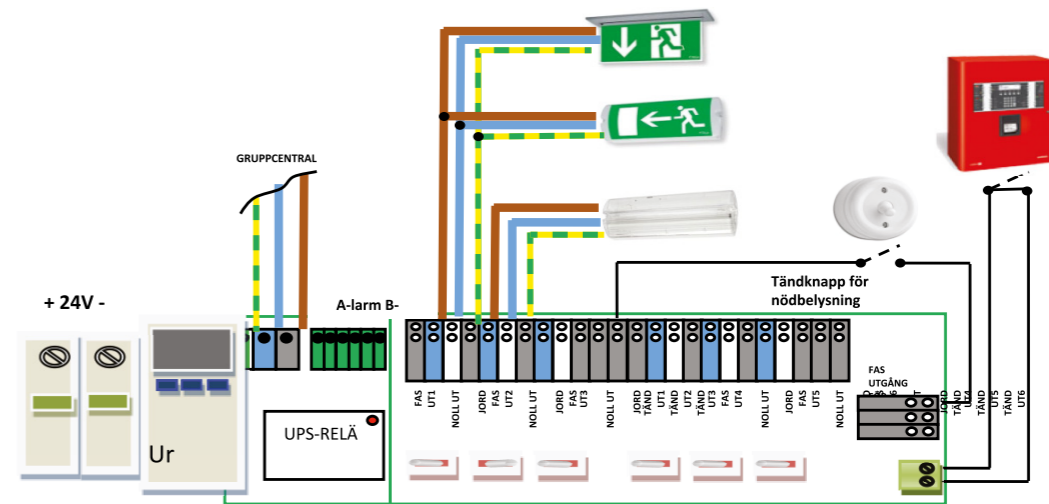 GRUPPCENTRAL
Tändknapp för
nödbelysning
+ 24V -
A-larm B-
FAS
UT1
NOLL UT
JORD
FAS
UT2
NOLL UT
JORD
FAS
UT3
NOLL UT
JORD
TÄND
UT1
TÄND
UT2
TÄND
UT3
FAS
UT4
NOLL UT
JORD
FAS
UT5
NOLL UT
FAS
UTGÅNG
JORD
TÄND
UT4
TÄND
UT5
TÄND
UT6
UPS-RELÄ
Ur